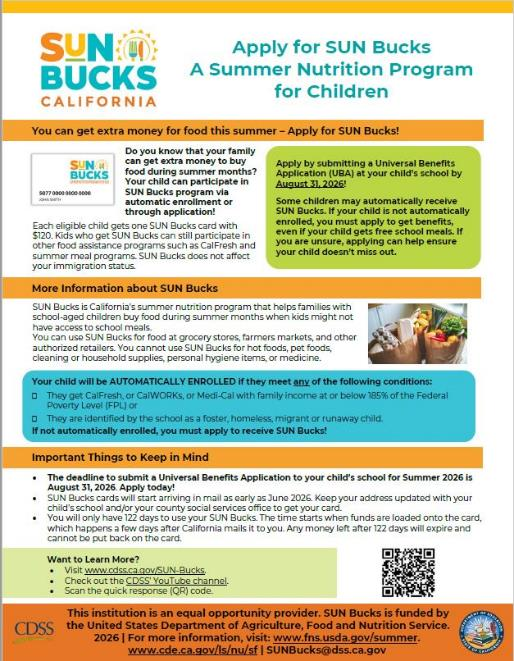 SUN
BUCKS
CALIFORNIA
Apply for SUN Bucks
A Summer Nutrition Program
for Children
You can get extra money for food this summer – Apply for SUN Bucks!
SUN
BUCKS
5077 0000 0000 0000
JOHN SMITH
Do you know that your family
can get extra money to buy
food during summer months?
Your child can participate in
SUN Bucks program via
automatic enrollment or
through application!
Each eligible child gets one SUN Bucks card with
$120. Kids who get SUN Bucks can still participate in
other food assistance programs such as CalFresh and
summer meal programs. SUN Bucks does not affect
your immigration status.
Apply by submitting a Universal Benefits
Application (UBA) at your child's school by
August 31, 2026!
Some children may automatically receive
SUN Bucks. If your child is not automatically
enrolled, you must apply to get benefits,
even if your child gets free school meals. If
you are unsure, applying can help ensure
your child doesn't miss out.
More Information about SUN Bucks
SUN Bucks is California's summer nutrition program that helps families with
school-aged children buy food during summer months when kids might not
have access to school meals.
You can use SUN Bucks for food at grocery stores, farmers markets, and other
authorized retailers. You cannot use SUN Bucks for hot foods, pet foods,
cleaning or household supplies, personal hygiene items, or medicine.
Your child will be AUTOMATICALLY ENROLLED if they meet any of the following conditions:
They get CalFresh, or CalWORKs, or Medi-Cal with family income at or below 185% of the Federal
Poverty Level (FPL) or
They are identified by the school as a foster, homeless, migrant or runaway child.
If not automatically enrolled, you must apply to receive SUN Bucks!
Important Things to Keep in Mind
• The deadline to submit a Universal Benefits Application to your child's school for Summer 2026 is
August 31, 2026. Apply today!
• SUN Bucks cards will start arriving in mail as early as June 2026. Keep your address updated with your
child's school and/or your county social services office to get your card.
• You will only have 122 days to use your SUN Bucks. The time starts when funds are loaded onto the card,
which happens a few days after California mails it to you. Any money left after 122 days will expire and
cannot be put back on the card.
Want to Learn More?
• Visit www.cdss.ca.gov/SUN-Bucks.
• Check out the CDSS' YouTube channel.
• Scan the quick response (QR) code.
CDSS
This institution is an equal opportunity provider. SUN Bucks is funded by
the United States Department of Agriculture, Food and Nutrition Service.
2026 | For more information, visit: www.fns.usda.gov/summer.
www.cde.ca.gov/ls/nu/sf | SUNBucks@dss.ca.gov